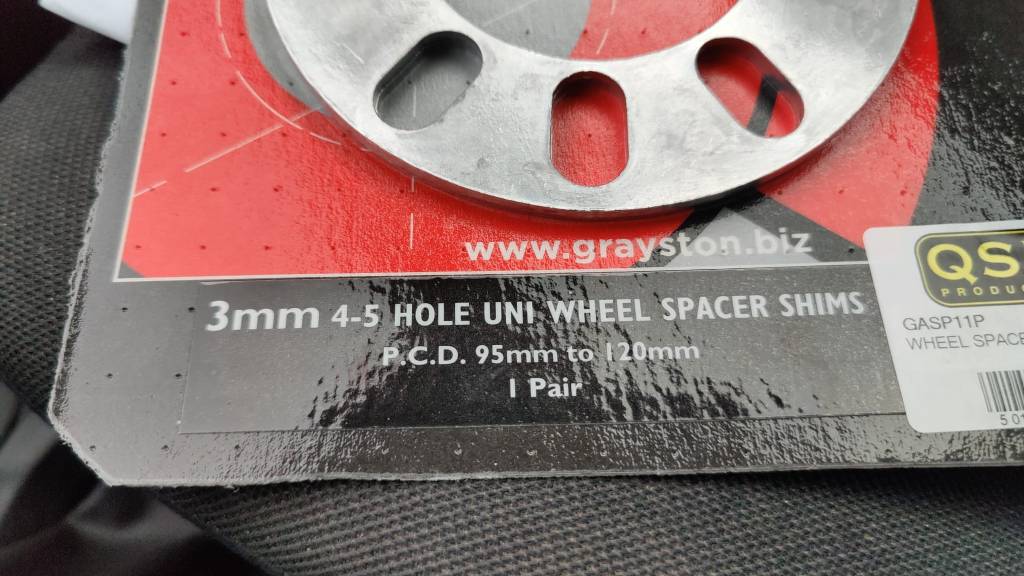 www.grayston.biz
3mm 4-5 HOLE UNI WHEEL SPACER SHIMS
P.C.D. 95mm to 120mm
1 Pair
QS
GASP11P
WHEEL SPACE